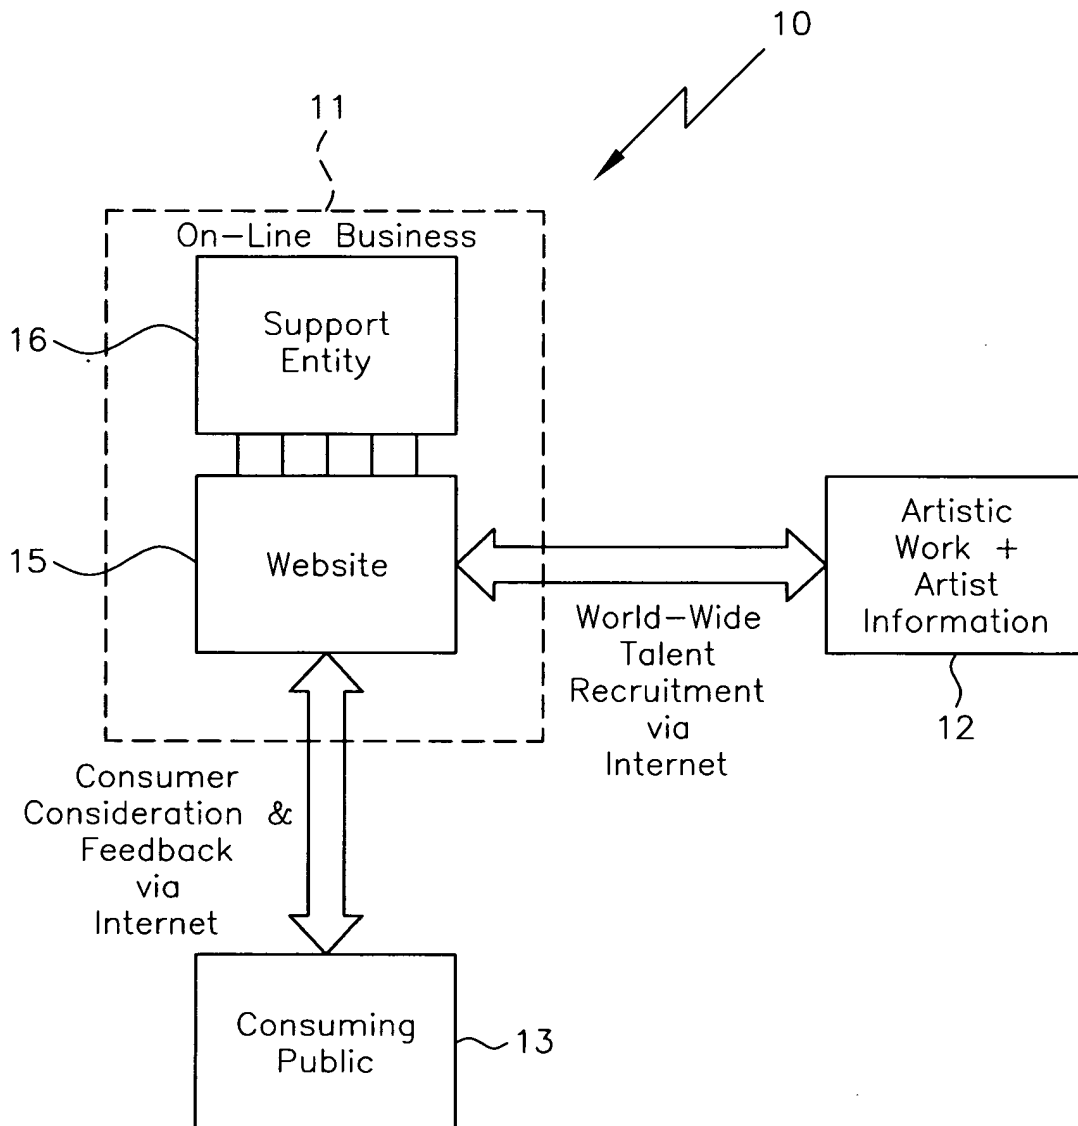 10
11
On-Line Business
Support
Entity
16
Website
15
Artistic
Work +
Artist
Information
12
World-Wide
Talent
Recruitment
via
Internet
Consumer
Consideration &
Feedback
via
Internet
Consuming
Public
13